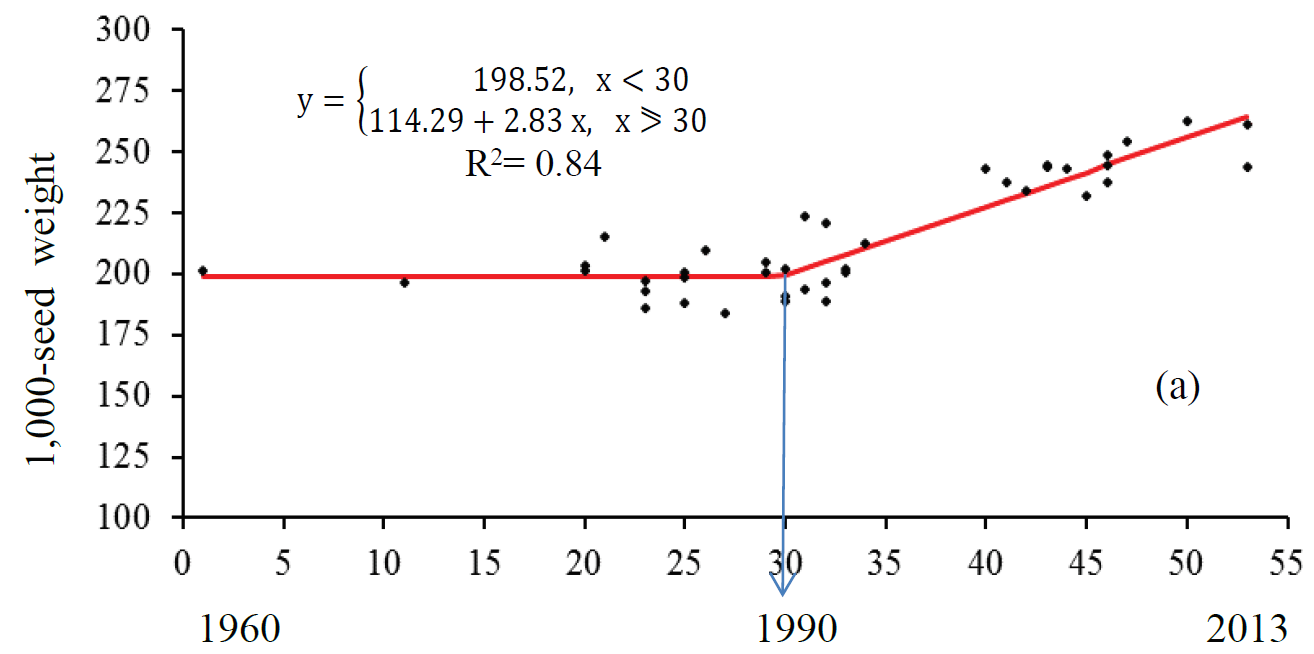 300
275
250
225
200
175
150
125
100
1,000-seed weight
y = { 198.52, x < 30
114.29 + 2.83 x, x ⩾ 30
R²= 0.84
(a)
0 5 10 15 20 25 30 35 40 45 50 55
1960 1990 2013